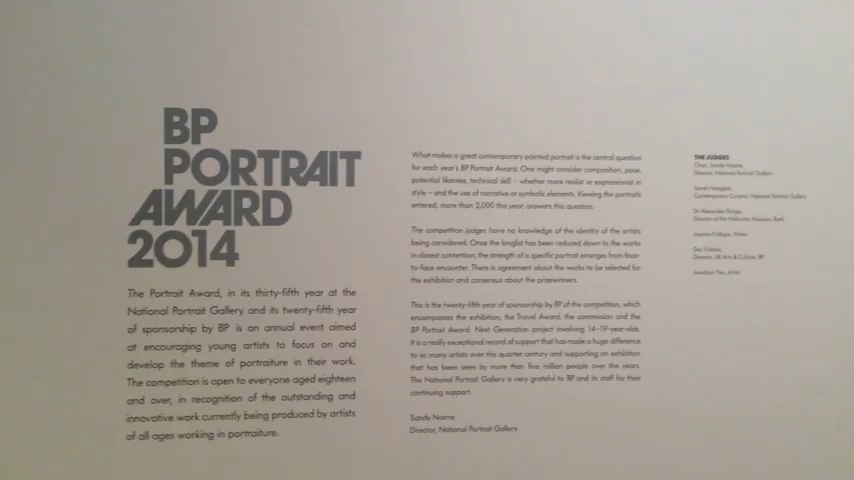 BP
PORTRAIT
AWARD
2014
The Portrait Award, in its thirty-fifth year at the
National Portrait Gallery and its twenty-fifth year
of sponsorship by BP is an annual event aimed
at encouraging young artists to focus on and
develop the theme of portraiture in their work.
The competition is open to everyone aged eighteen
and over, in recognition of the outstanding and
innovative work currently being produced by artists
of all ages working in portraiture.
What makes a great contemporary painted portrait is the central question
for each year's BP Portrait Award. One might consider composition, pose,
potential likeness, technical skill – whether more realist or expressionist in
style – and the use of narrative or symbolic elements. Viewing the portraits
entered, more than 2,000 this year, answers this question.
The competition judges have no knowledge of the identity of the artists
being considered. Once the longlist has been reduced down to the works
in closest contention, the strength of a specific portrait emerges from face-
to-face encounter. There is agreement about the works to be selected for
the exhibition and consensus about the prizewinners.
This is the twenty-fifth year of sponsorship by BP of the competition, which
encompasses the exhibition, the Travel Award, the commission and the
BP Portrait Award: Next Generation project involving 14–19-year-olds.
It is a really exceptional record of support that has made a huge difference
to so many artists over this quarter century and supporting an exhibition
that has been seen by more than five million people over the years.
The National Portrait Gallery is very grateful to BP and its staff for their
continuing support.
Sandy Nairne
Director, National Portrait Gallery
THE JUDGES
Chair: Sandy Nairne,
Director, National Portrait Gallery
Sarah Howgate,
Contemporary Curator, National Portrait Gallery
Dr Alexander Sturgis,
Director of the Holburne Museum, Bath
Joanna Trollope, Writer
Des Violaris,
Director, UK Arts & Culture, BP
Jonathan Yeo, Artist